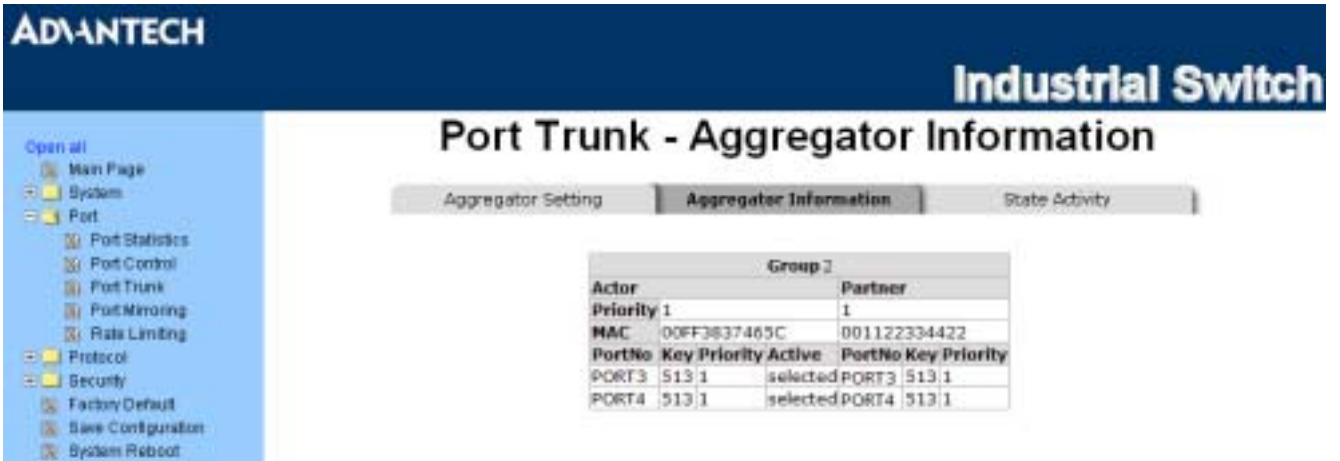 ADVANTECH
Industrial Switch
Open all
Main Page
System
Port
Port Statistics
Port Control
Port Trunk
Port Mirroring
Rate Limiting
Protocol
Security
Factory Default
Save Configuration
System Reboot
Port Trunk - Aggregator Information
Aggregator Setting Aggregator Information State Activity
Group 2
Actor Partner
Priority 1 1
MAC 00FF3837465C 001122334422
PortNo Key Priority Active PortNo Key Priority
PORT3 513 1 selected PORT3 513 1
PORT4 513 1 selected PORT4 513 1